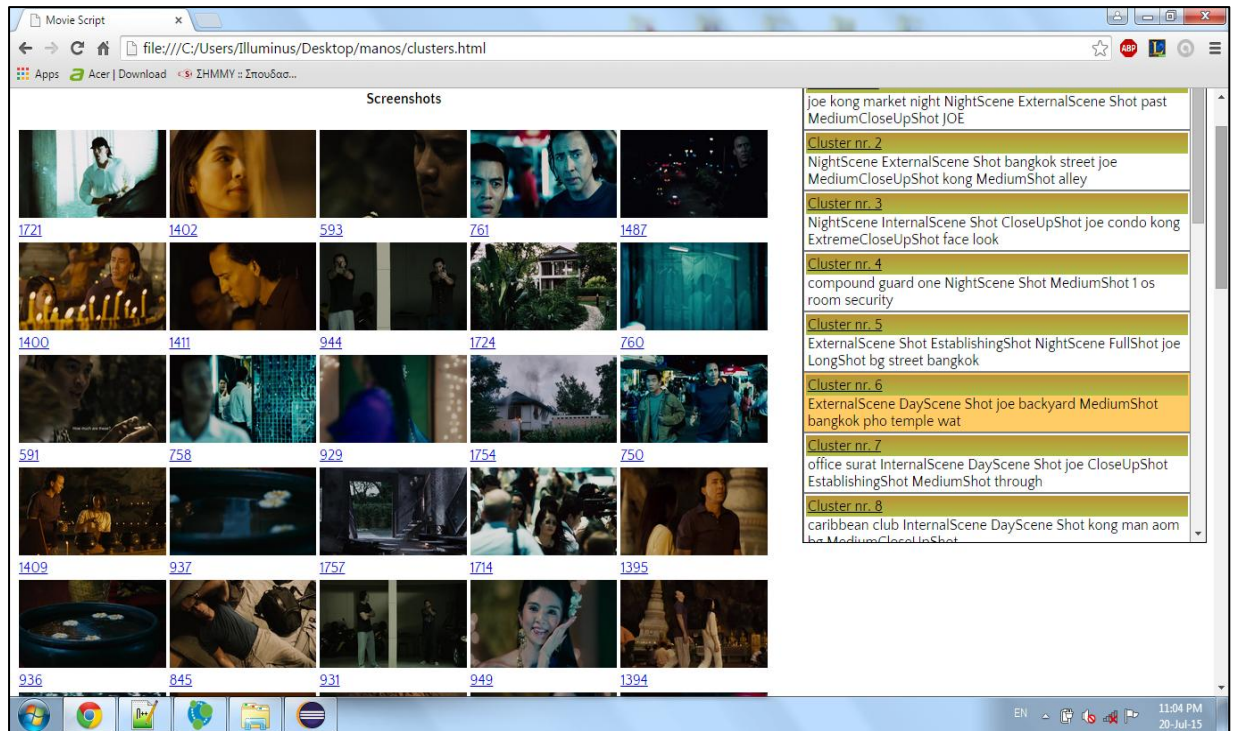 Movie Script
file:///C:/Users/Illuminus/Desktop/manos/clusters.html
ABP
Apps
Acer | Download
ΣΗΜΜΥ :: Σπουδασ...
Screenshots
1721 1402 593 761 1487
1400 1411 944 1724 760
How much are these?
591 758 929 1754 750
1409 937 1757 1714 1395
936 845 931 949 1394
joe kong market night NightScene ExternalScene Shot past
MediumCloseUpShot JOE
Cluster nr. 2
NightScene ExternalScene Shot bangkok street joe
MediumCloseUpShot kong MediumShot alley
Cluster nr. 3
NightScene InternalScene Shot CloseUpShot joe condo kong
ExtremeCloseUpShot face look
Cluster nr. 4
compound guard one NightScene Shot MediumShot 1 os
room security
Cluster nr. 5
ExternalScene Shot EstablishingShot NightScene FullShot joe
LongShot bg street bangkok
Cluster nr. 6
ExternalScene DayScene Shot joe backyard MediumShot
bangkok pho temple wat
Cluster nr. 7
office surat InternalScene DayScene Shot joe CloseUpShot
EstablishingShot MediumShot through
Cluster nr. 8
caribbean club InternalScene DayScene Shot kong man aom
bg MediumCloseUpShot
EN
11:04 PM
20-Jul-15